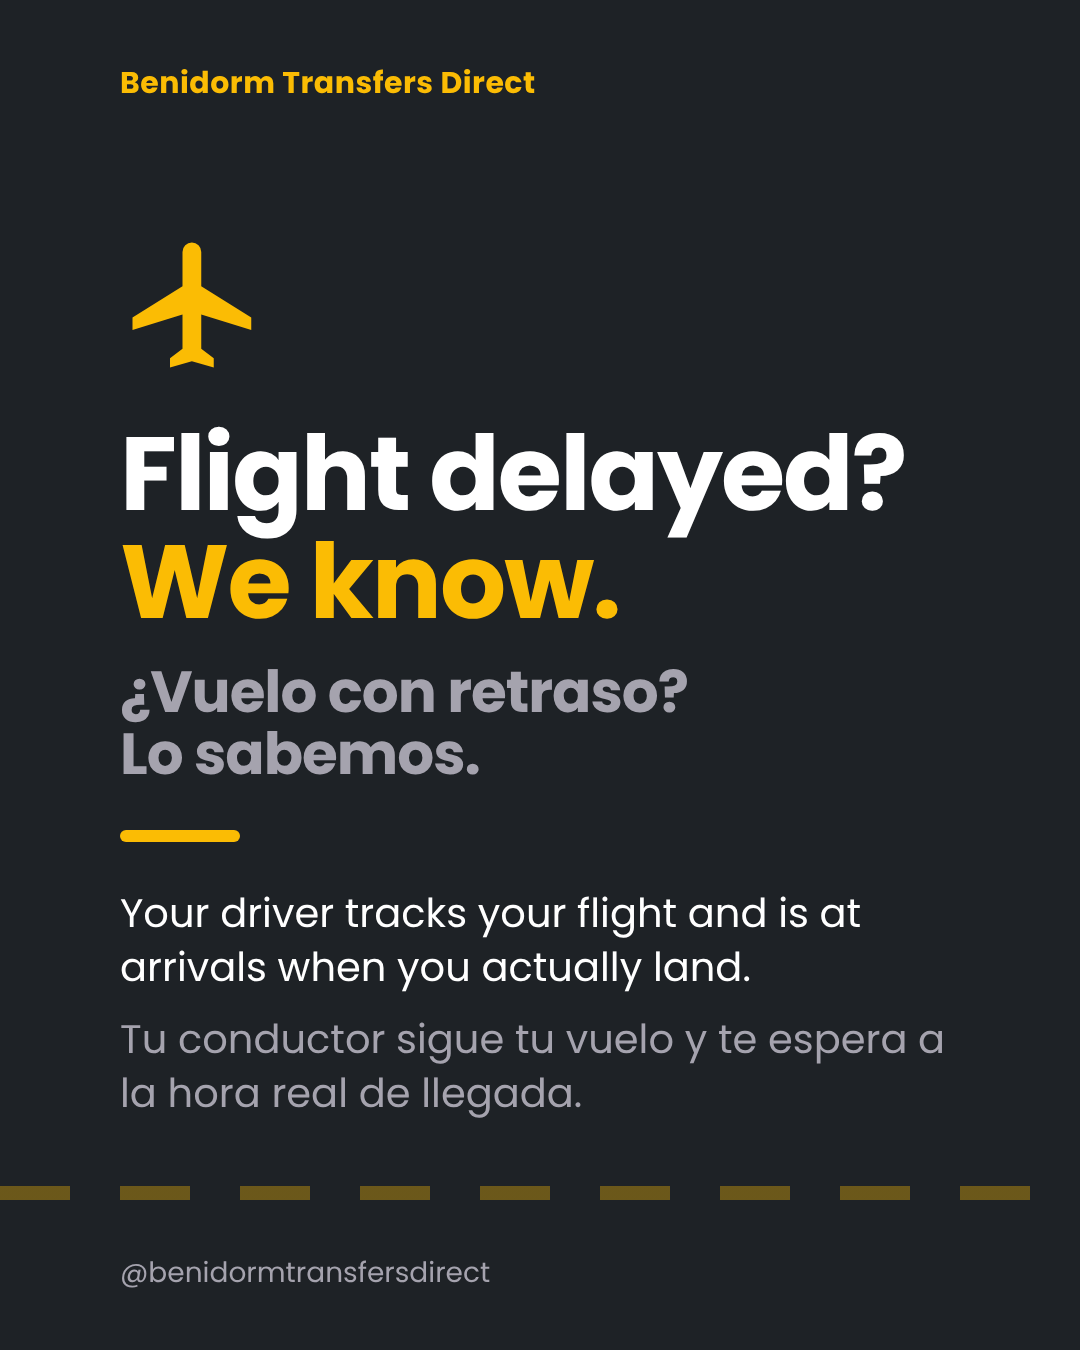 Benidorm Transfers Direct
Flight delayed?
We know.
¿Vuelo con retraso?
Lo sabemos.
Your driver tracks your flight and is at
arrivals when you actually land.
Tu conductor sigue tu vuelo y te espera a
la hora real de llegada.
@benidormtransfersdirect